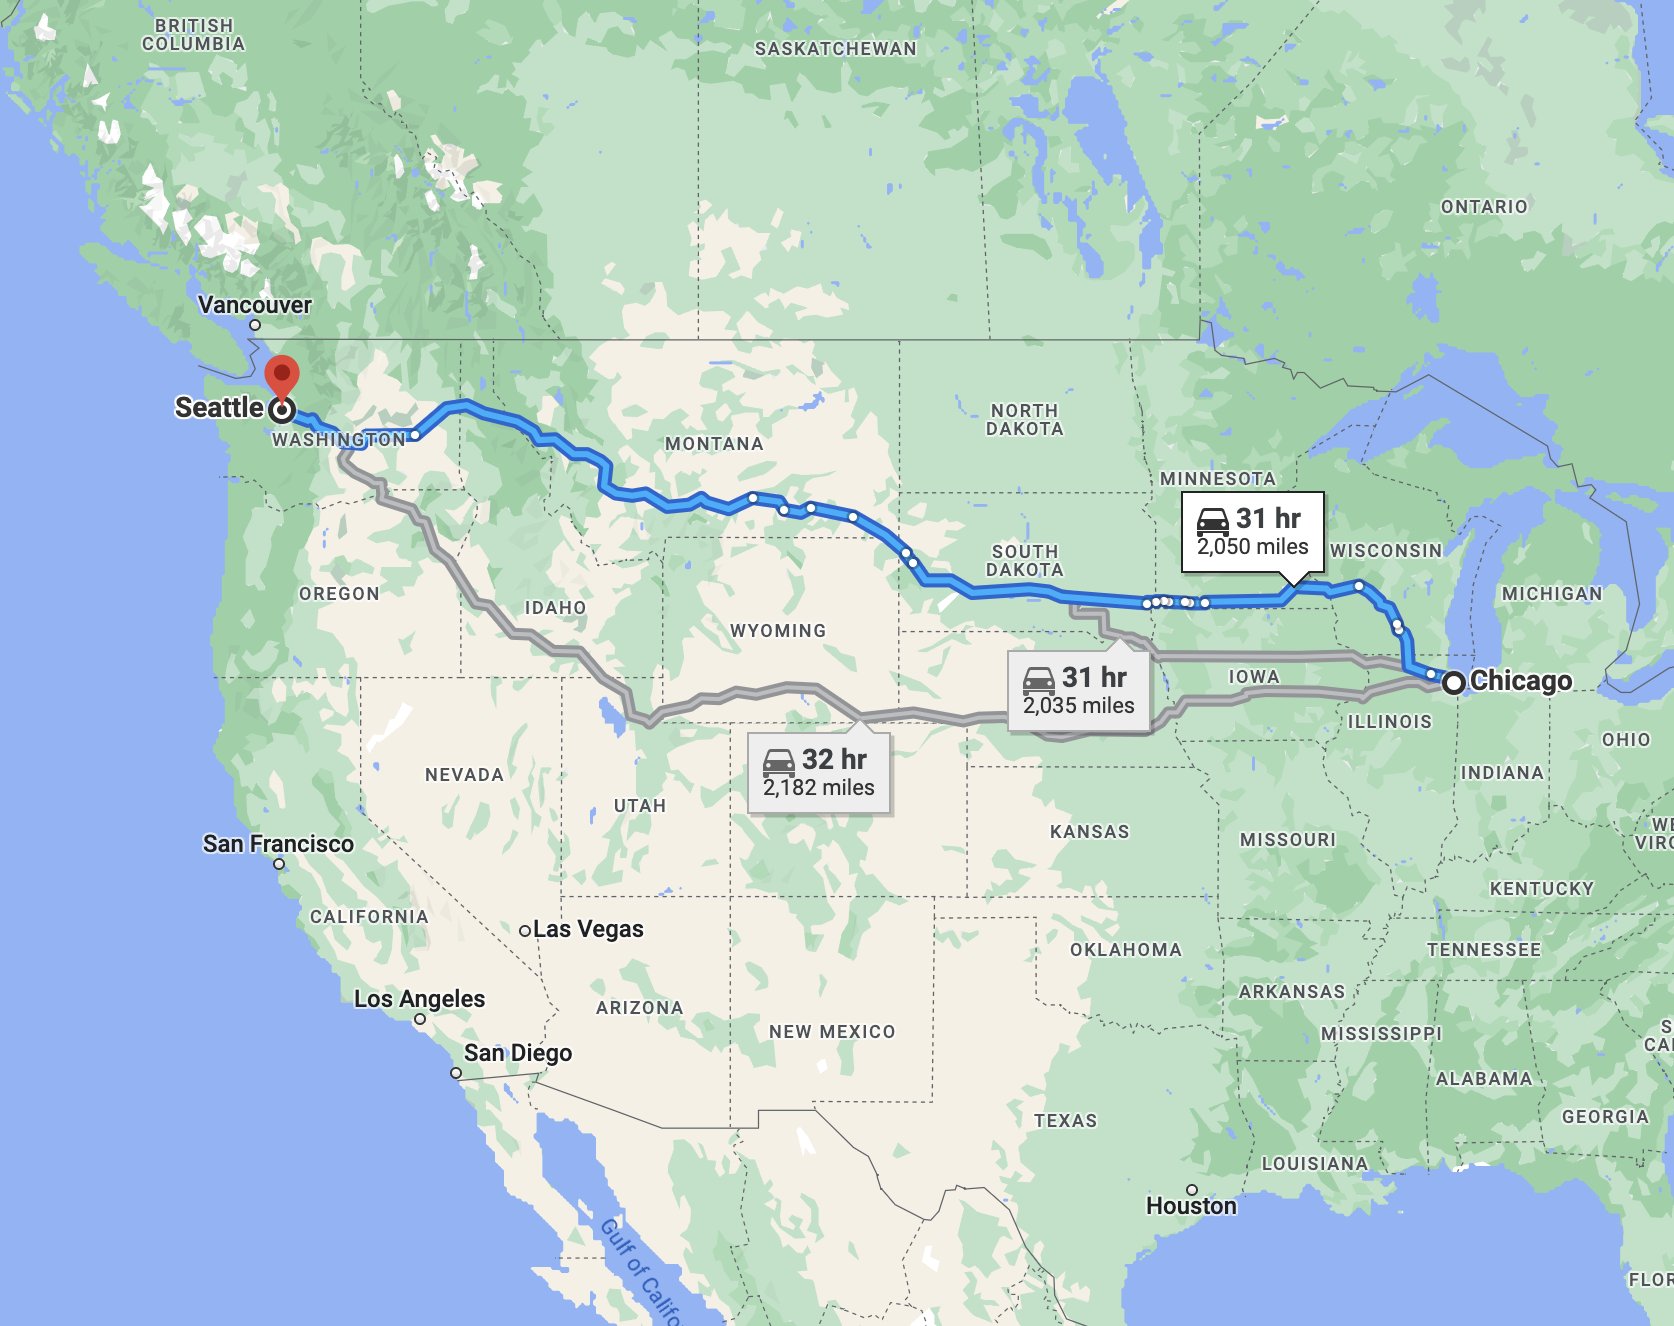 BRITISH
COLUMBIA
SASKATCHEWAN
ONTARIO
Vancouver
Seattle
WASHINGTON
MONTANA
NORTH
DAKOTA
MINNESOTA
31 hr
2,050 miles
WISCONSIN
SOUTH
DAKOTA
MICHIGAN
OREGON
IDAHO
WYOMING
31 hr
2,035 miles
IOWA
Chicago
ILLINOIS
OHIO
32 hr
2,182 miles
NEVADA
UTAH
INDIANA
KANSAS
MISSOURI
WE
VIRG
San Francisco
KENTUCKY
CALIFORNIA
Las Vegas
OKLAHOMA
TENNESSEE
Los Angeles
ARIZONA
ARKANSAS
NEW MEXICO
MISSISSIPPI
S
CA
San Diego
ALABAMA
TEXAS
GEORGIA
LOUISIANA
Houston
Gulf of Califo
FLOR